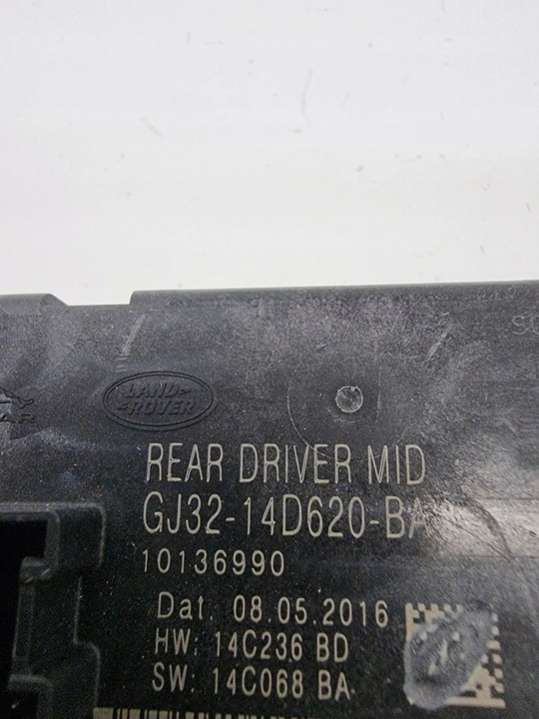 LAND-
-ROVER
REAR DRIVER MID
GJ32-14D620-BA
10136990
Dat. 08.05.2016
HW: 14C236 BD
SW: 14C068 BA